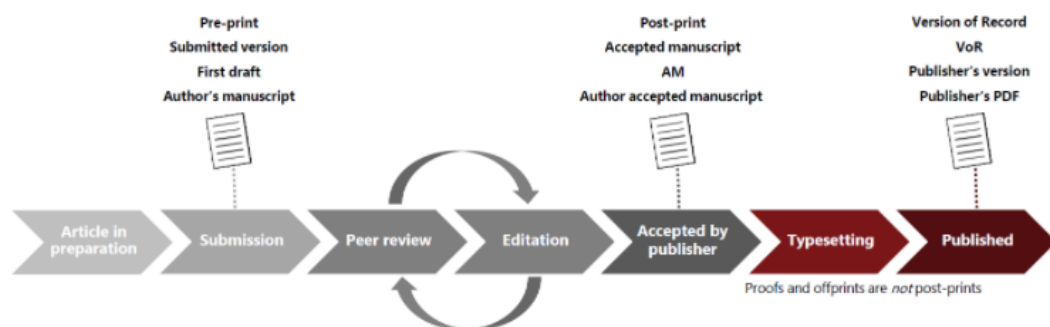 Pre-print
Submitted version
First draft
Author's manuscript
Post-print
Accepted manuscript
AM
Author accepted manuscript
Version of Record
VoR
Publisher's version
Publisher's PDF
Article in
preparation
Submission
Peer review
Editation
Accepted by
publisher
Typesetting
Published
Proofs and offprints are not post-prints